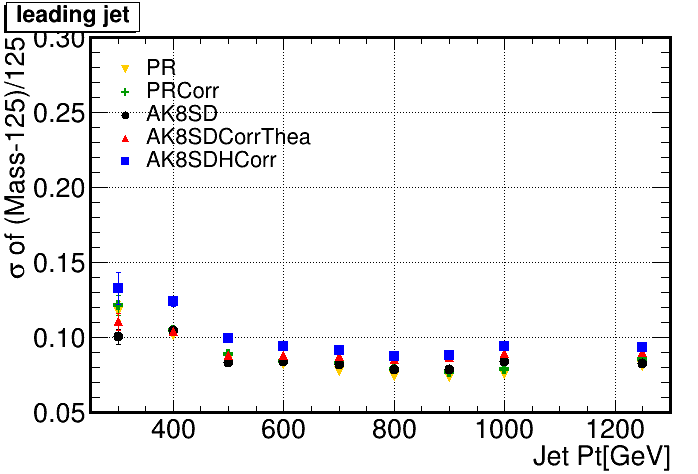 leading jet
σ of (Mass-125)/125
0.30
0.25
0.20
0.15
0.10
0.05
PR
PRCorr
AK8SD
AK8SDCorrThea
AK8SDHCorr
400 600 800 1000 1200
Jet Pt[GeV]